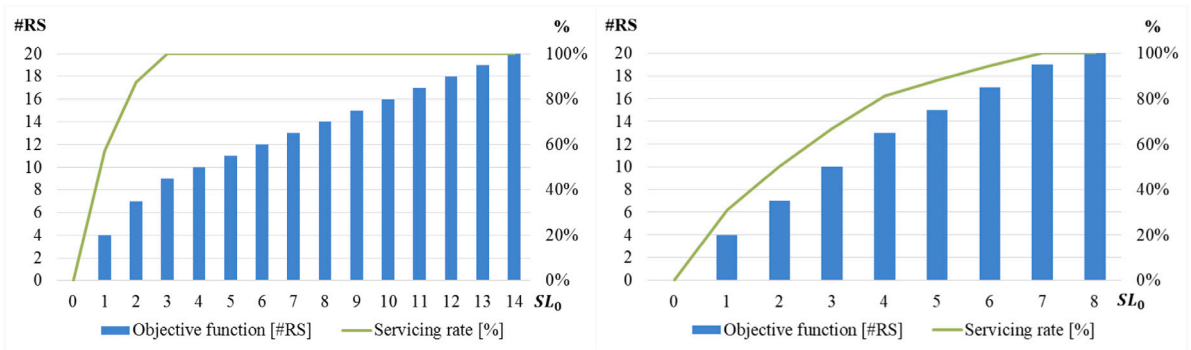 #RS % #RS %
20 100% 20 100%
18 18
16 80% 16 80%
14 14
12 60% 12 60%
10 10
8 40% 8 40%
6 6
4 20% 4 20%
2 2
0 0% 0 0%
0 1 2 3 4 5 6 7 8 9 10 11 12 13 14 SL₀ 0 1 2 3 4 5 6 7 8 SL₀
Objective function [#RS] Servicing rate [%] Objective function [#RS] Servicing rate [%]